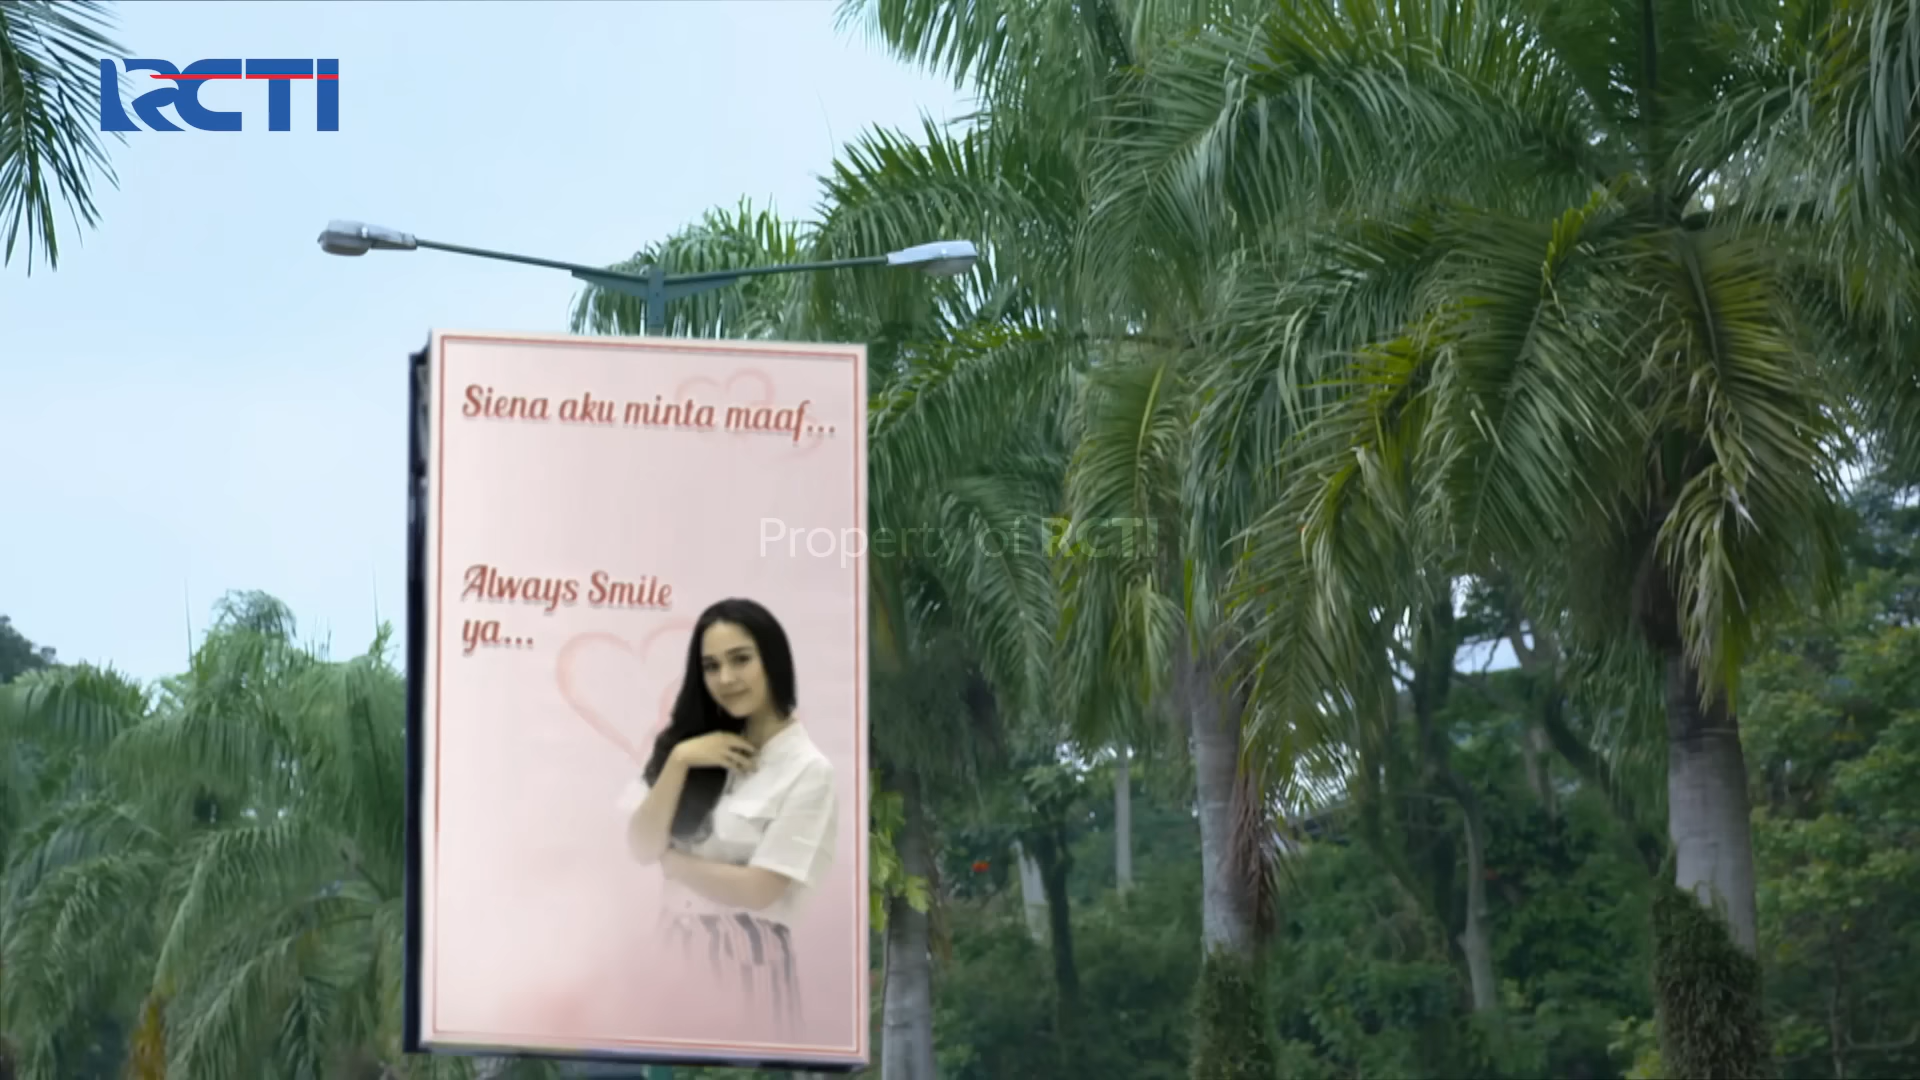 RCTI
Siena aku minta maaf...
Property of RCTI
Always Smile
ya...